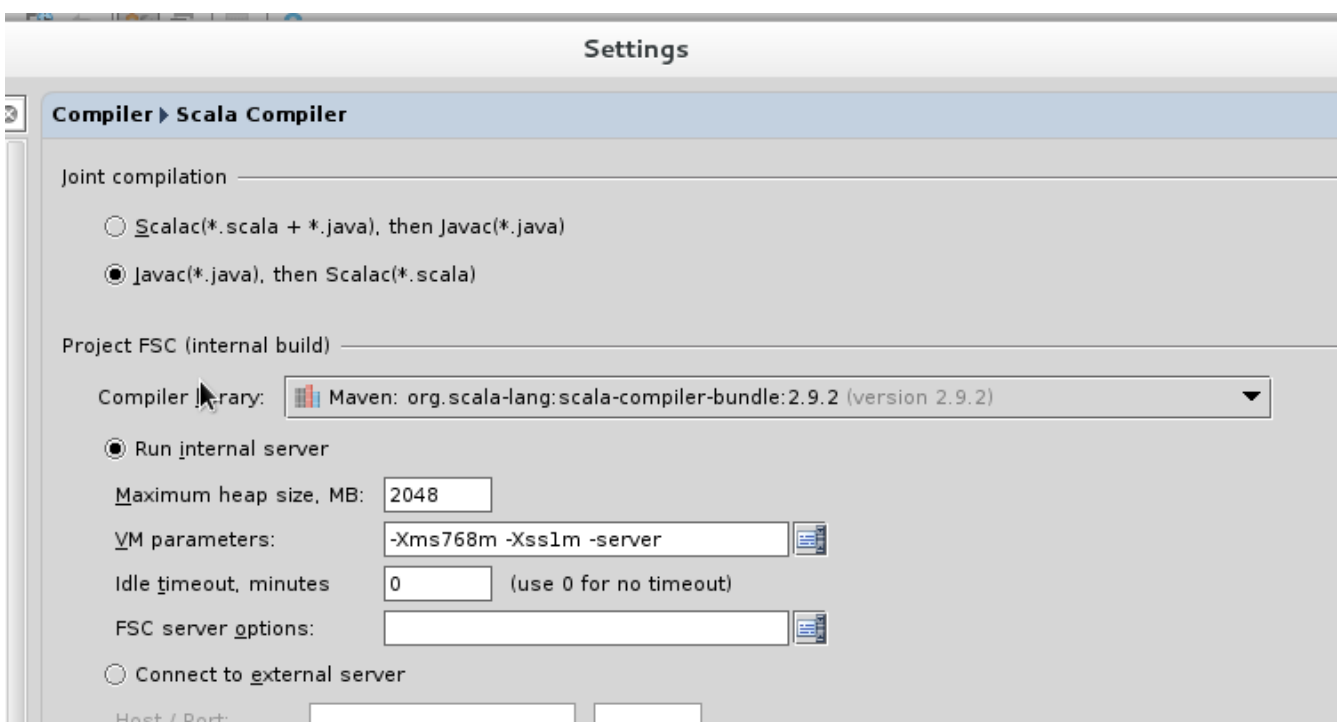 Settings
Compiler Scala Compiler
Joint compilation
Scalac(*.scala + *.java), then Javac(*.java)
Javac(*.java), then Scalac(*.scala)
Project FSC (internal build)
Compiler rary: Maven: org.scala-lang:scala-compiler-bundle:2.9.2 (version 2.9.2)
Run internal server
Maximum heap size, MB: 2048
VM parameters: -Xms768m -Xss1m -server
Idle timeout, minutes 0 (use 0 for no timeout)
FSC server options:
Connect to external server
Host / Port: